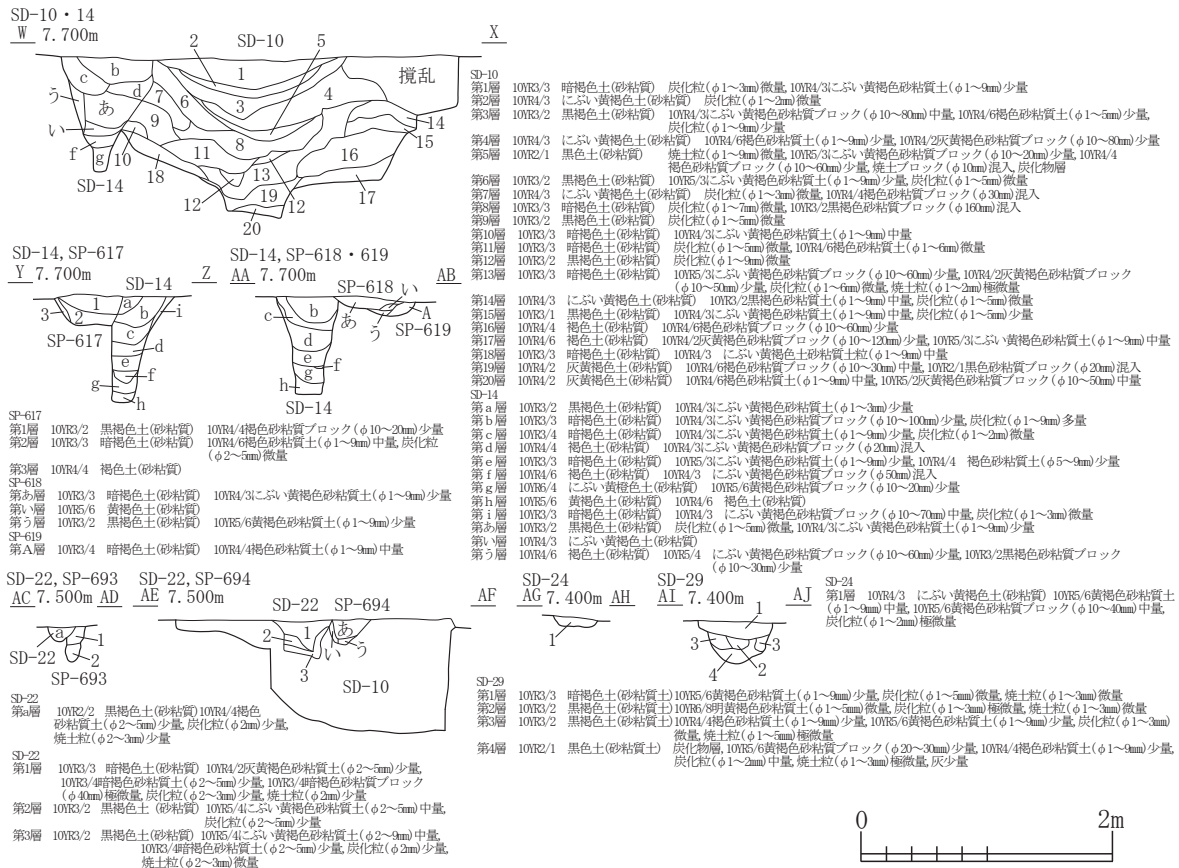 SD-10・14
W 7.700m
X
SD-10
2
5
1
b
c
d
う
あ
7
6
3
4
撹乱
い
9
8
14
15
f
g
10
11
16
SD-14
18
13
17
12
19
12
20
SD-10
第1層 10YR3/3 暗褐色土(砂粘質) 炭化粒(φ1～3㎜)微量,10YR4/3にぶい黄褐色砂粘質土(φ1～9㎜)少量
第2層 10YR4/3 にぶい黄褐色土(砂粘質) 炭化粒(φ1～2㎜)微量
第3層 10YR3/2 黒褐色土(砂粘質) 10YR4/3にぶい黄褐色砂粘質ブロック(φ10～80㎜)中量,10YR4/6褐色砂粘質土(φ1～5㎜)少量,
炭化粒(φ1～9㎜)少量
第4層 10YR4/3 にぶい黄褐色土(砂粘質) 10YR4/6褐色砂粘質土(φ1～9㎜)少量,10YR4/2灰黄褐色砂粘質ブロック(φ10～80㎜)少量
第5層 10YR2/1 黒色土(砂粘質) 焼土粒(φ1～9㎜)微量,10YR5/3にぶい黄褐色砂粘質土ブロック(φ10～20㎜)少量,10YR4/4
褐色砂粘質ブロック(φ10～60㎜)少量,焼土ブロック(φ10㎜)混入,炭化物層
第6層 10YR3/2 黒褐色土(砂粘質) 10YR5/3にぶい黄褐色砂粘質土(φ1～9㎜)少量,炭化粒(φ1～5㎜)微量
第7層 10YR4/3 にぶい黄褐色土(砂粘質) 炭化粒(φ1～3㎜)微量,10YR4/4褐色砂粘質ブロック(φ30㎜)混入
第8層 10YR3/3 暗褐色土(砂粘質) 炭化粒(φ1～7㎜)微量,10YR3/2黒褐色ブロック(φ160㎜)混入
第9層 10YR3/2 黒褐色土(砂粘質) 炭化粒(φ1～5㎜)微量
第10層 10YR3/3 暗褐色土(砂粘質) 10YR4/3にぶい黄褐色砂粘質土(φ1～9㎜)中量
第11層 10YR3/3 暗褐色土(砂粘質) 炭化粒(φ1～5㎜)微量,10YR4/6褐色砂粘質土(φ1～6㎜)微量
第12層 10YR3/2 黒褐色土(砂粘質) 炭化粒(φ1～9㎜)微量
第13層 10YR3/3 暗褐色土(砂粘質) 10YR5/3にぶい黄褐色砂粘質ブロック(φ10～60㎜)少量,10YR4/2灰黄褐色砂粘質ブロック
(φ10～50㎜)少量,炭化粒(φ1～6㎜)微量,焼土粒(φ1～2㎜)極微量
第14層 10YR4/3 にぶい黄褐色土(砂粘質) 10YR3/2黒褐色砂粘質土(φ1～9㎜)中量,炭化粒(φ1～5㎜)微量
第15層 10YR3/1 黒褐色土(砂粘質) 10YR4/3にぶい黄褐色砂粘質土(φ1～9㎜)中量,炭化粒(φ1～5㎜)少量
第16層 10YR4/4 褐色土(砂粘質) 10YR4/6褐色砂粘質ブロック(φ10～60㎜)少量
第17層 10YR4/6 褐色土(砂粘質) 10YR4/2灰黄褐色砂粘質ブロック(φ10～120㎜)少量,10YR5/3にぶい黄褐色砂粘質土(φ1～9㎜)中量
第18層 10YR3/3 暗褐色土(砂粘質) 10YR4/3 にぶい黄褐色土砂粘質土粒(φ1～9㎜)中量
第19層 10YR4/2 灰黄褐色土(砂粘質) 10YR4/6褐色砂粘質ブロック(φ10～30㎜)中量,10YR2/1黒色砂粘質ブロック(φ20㎜)混入
第20層 10YR4/2 灰黄褐色土(砂粘質) 10YR4/6褐色砂粘質土(φ1～9㎜)中量,10YR5/2灰黄褐色砂粘質ブロック(φ10～50㎜)中量
SD-14
第a層 10YR3/2 黒褐色土(砂粘質) 10YR4/3にぶい黄褐色砂粘質土(φ1～3㎜)少量
第b層 10YR3/3 暗褐色土(砂粘質) 10YR4/3にぶい黄褐色砂粘質ブロック(φ10～100㎜)少量,炭化粒(φ1～9㎜)多量
第c層 10YR3/4 暗褐色土(砂粘質) 10YR4/3にぶい黄褐色砂粘質土(φ1～9㎜)少量,炭化粒(φ1～2㎜)微量
第d層 10YR4/4 褐色土(砂粘質) 10YR4/3にぶい黄褐色砂粘質ブロック(φ20㎜)混入
第e層 10YR3/3 暗褐色土(砂粘質) 10YR5/3にぶい黄褐色砂粘質土(φ1～9㎜)少量,10YR4/4 褐色砂粘質土(φ5～9㎜)少量
第f層 10YR4/6 褐色土(砂粘質) 10YR4/3 にぶい黄褐色砂粘質ブロック(φ50㎜)混入
第g層 10YR6/4 にぶい黄橙色土(砂粘質) 10YR5/6黄褐色砂粘質ブロック(φ10～20㎜)少量
第h層 10YR5/6 黄褐色土(砂粘質) 10YR4/6 褐色土(砂粘質)
第i層 10YR3/3 暗褐色土(砂粘質) 10YR4/3 にぶい黄褐色砂粘質ブロック(φ10～70㎜)中量,炭化粒(φ1～3㎜)微量
第あ層 10YR3/2 黒褐色土(砂粘質) 炭化粒(φ1～5㎜)微量,10YR4/3にぶい黄褐色砂粘質土(φ1～9㎜)少量
第い層 10YR4/3 にぶい黄褐色土(砂粘質)
第う層 10YR4/6 褐色土(砂粘質) 10YR5/4 にぶい黄褐色砂粘質ブロック(φ10～60㎜)少量,10YR3/2黒褐色砂粘質ブロック
(φ10～30㎜)少量
SD-14,SP-617
Y 7.700m
Z
SD-14
1
a
3
2
b
i
c
SP-617
d
e
f
g
h
SD-14,SP-618・619
AA 7.700m
AB
SP-618
い
c
b
あ
う
A
SP-619
d
e
f
g
h
SD-14
SP-617
第1層 10YR3/2 黒褐色土(砂粘質) 10YR4/4褐色砂粘質ブロック(φ10～20㎜)少量
第2層 10YR3/3 暗褐色土(砂粘質) 10YR4/6褐色砂粘質土(φ1～9㎜)中量,炭化粒
(φ2～5㎜)微量
第3層 10YR4/4 褐色土(砂粘質)
SP-618
第あ層 10YR3/3 暗褐色土(砂粘質) 10YR4/3にぶい黄褐色砂粘質土(φ1～9㎜)少量
第い層 10YR5/6 黄褐色土(砂粘質)
第う層 10YR3/2 黒褐色土(砂粘質) 10YR5/6黄褐色砂粘質土(φ1～9㎜)少量
SP-619
第A層 10YR3/4 暗褐色土(砂粘質) 10YR4/4褐色砂粘質土(φ1～9㎜)中量
SD-22,SP-693
AC 7.500m AD
a
1
SD-22
2
SP-693
SD-22,SP-694
AE 7.500m
AF
SD-22 SP-694
2
1
あ
い
う
3
SD-10
SD-24
AG 7.400m AH
1
SD-29
AI 7.400m
AJ
1
3
3
2
4
SD-24
第1層 10YR4/3 にぶい黄褐色土(砂粘質) 10YR5/6黄褐色砂粘質土
(φ1～9㎜)中量,10YR5/6黄褐色砂粘質ブロック(φ10～40㎜)中量,
炭化粒(φ1～2㎜)極微量
SD-22
第a層 10YR2/2 黒褐色土(砂粘質)10YR4/4褐色
砂粘質土(φ2～5㎜)少量,炭化粒(φ2㎜)少量,
焼土粒(φ2～3㎜)少量
SD-22
第1層 10YR3/3 暗褐色土(砂粘質) 10YR4/2灰黄褐色砂粘質土(φ2～5㎜)少量,
10YR3/4暗褐色砂粘質土(φ2～5㎜)少量,10YR3/4暗褐色砂粘質ブロック
(φ40㎜)極微量,炭化粒(φ2～3㎜)少量,焼土粒(φ2㎜)少量
第2層 10YR3/2 黒褐色土(砂粘質) 10YR5/4にぶい黄褐色砂粘質土(φ2～5㎜)中量,
炭化粒(φ2～5㎜)少量
第3層 10YR3/2 黒褐色土(砂粘質) 10YR5/4にぶい黄褐色砂粘質土(φ2～9㎜)中量,
10YR3/4暗褐色砂粘質土(φ2～5㎜)少量,炭化粒(φ2㎜)少量,
焼土粒(φ2～3㎜)微量
SD-29
第1層 10YR3/3 暗褐色土(砂粘質土)10YR5/6黄褐色砂粘質土(φ1～9㎜)少量,炭化粒(φ1～5㎜)微量,焼土粒(φ1～3㎜)微量
第2層 10YR3/2 黒褐色土(砂粘質土)10YR6/8明黄褐色砂粘質土(φ1～5㎜)微量,炭化粒(φ1～3㎜)極微量,焼土粒(φ1～3㎜)微量
第3層 10YR3/2 黒褐色土(砂粘質土)10YR4/4褐色砂粘質土(φ1～9㎜)少量,10YR5/6黄褐色砂粘質土(φ1～9㎜)少量,炭化粒(φ1～3㎜)
微量,焼土粒(φ1～5㎜)極微量
第4層 10YR2/1 黒色土(砂粘質土) 炭化物層,10YR5/6黄褐色砂粘質ブロック(φ20～30㎜)少量,10YR4/4褐色砂粘質土(φ1～9㎜)少量,
炭化粒(φ1～2㎜)中量,焼土粒(φ1～3㎜)極微量,灰少量
0 2m